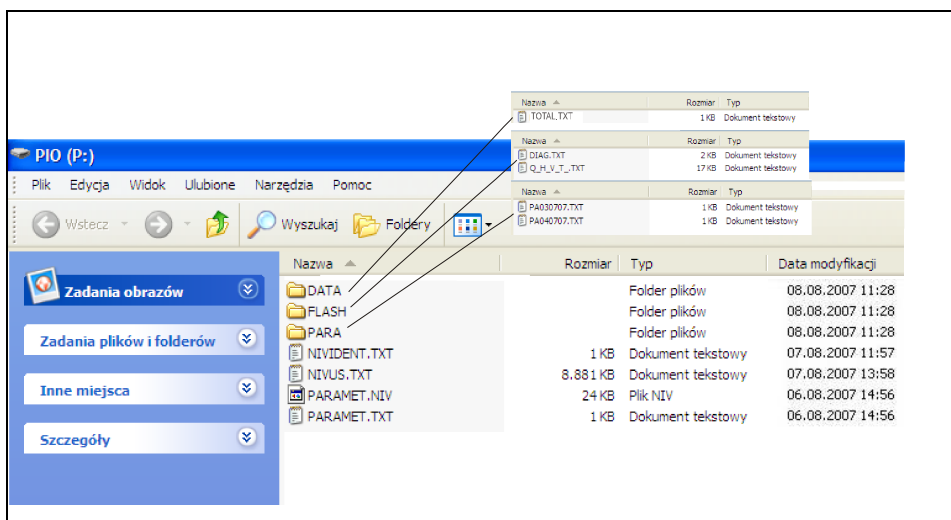 Nazwa Rozmiar Typ
TOTAL.TXT 1 KB Dokument tekstowy
Nazwa Rozmiar Typ
DIAG.TXT 2 KB Dokument tekstowy
Q_H_V_T_.TXT 17 KB Dokument tekstowy
Nazwa Rozmiar Typ
PA030707.TXT 1 KB Dokument tekstowy
PA040707.TXT 1 KB Dokument tekstowy
PIO (P:)
Plik Edycja Widok Ulubione Narzędzia Pomoc
Wstecz Wyszukaj Foldery
Nazwa Rozmiar Typ Data modyfikacji
DATA Folder plików 08.08.2007 11:28
FLASH Folder plików 08.08.2007 11:28
PARA Folder plików 08.08.2007 11:28
NIVIDENT.TXT 1 KB Dokument tekstowy 07.08.2007 11:57
NIVUS.TXT 8.881 KB Dokument tekstowy 07.08.2007 13:58
PARAMET.NIV 24 KB Plik NIV 06.08.2007 14:56
PARAMET.TXT 1 KB Dokument tekstowy 06.08.2007 14:56
Zadania obrazów
Zadania plików i folderów
Inne miejsca
Szczegóły